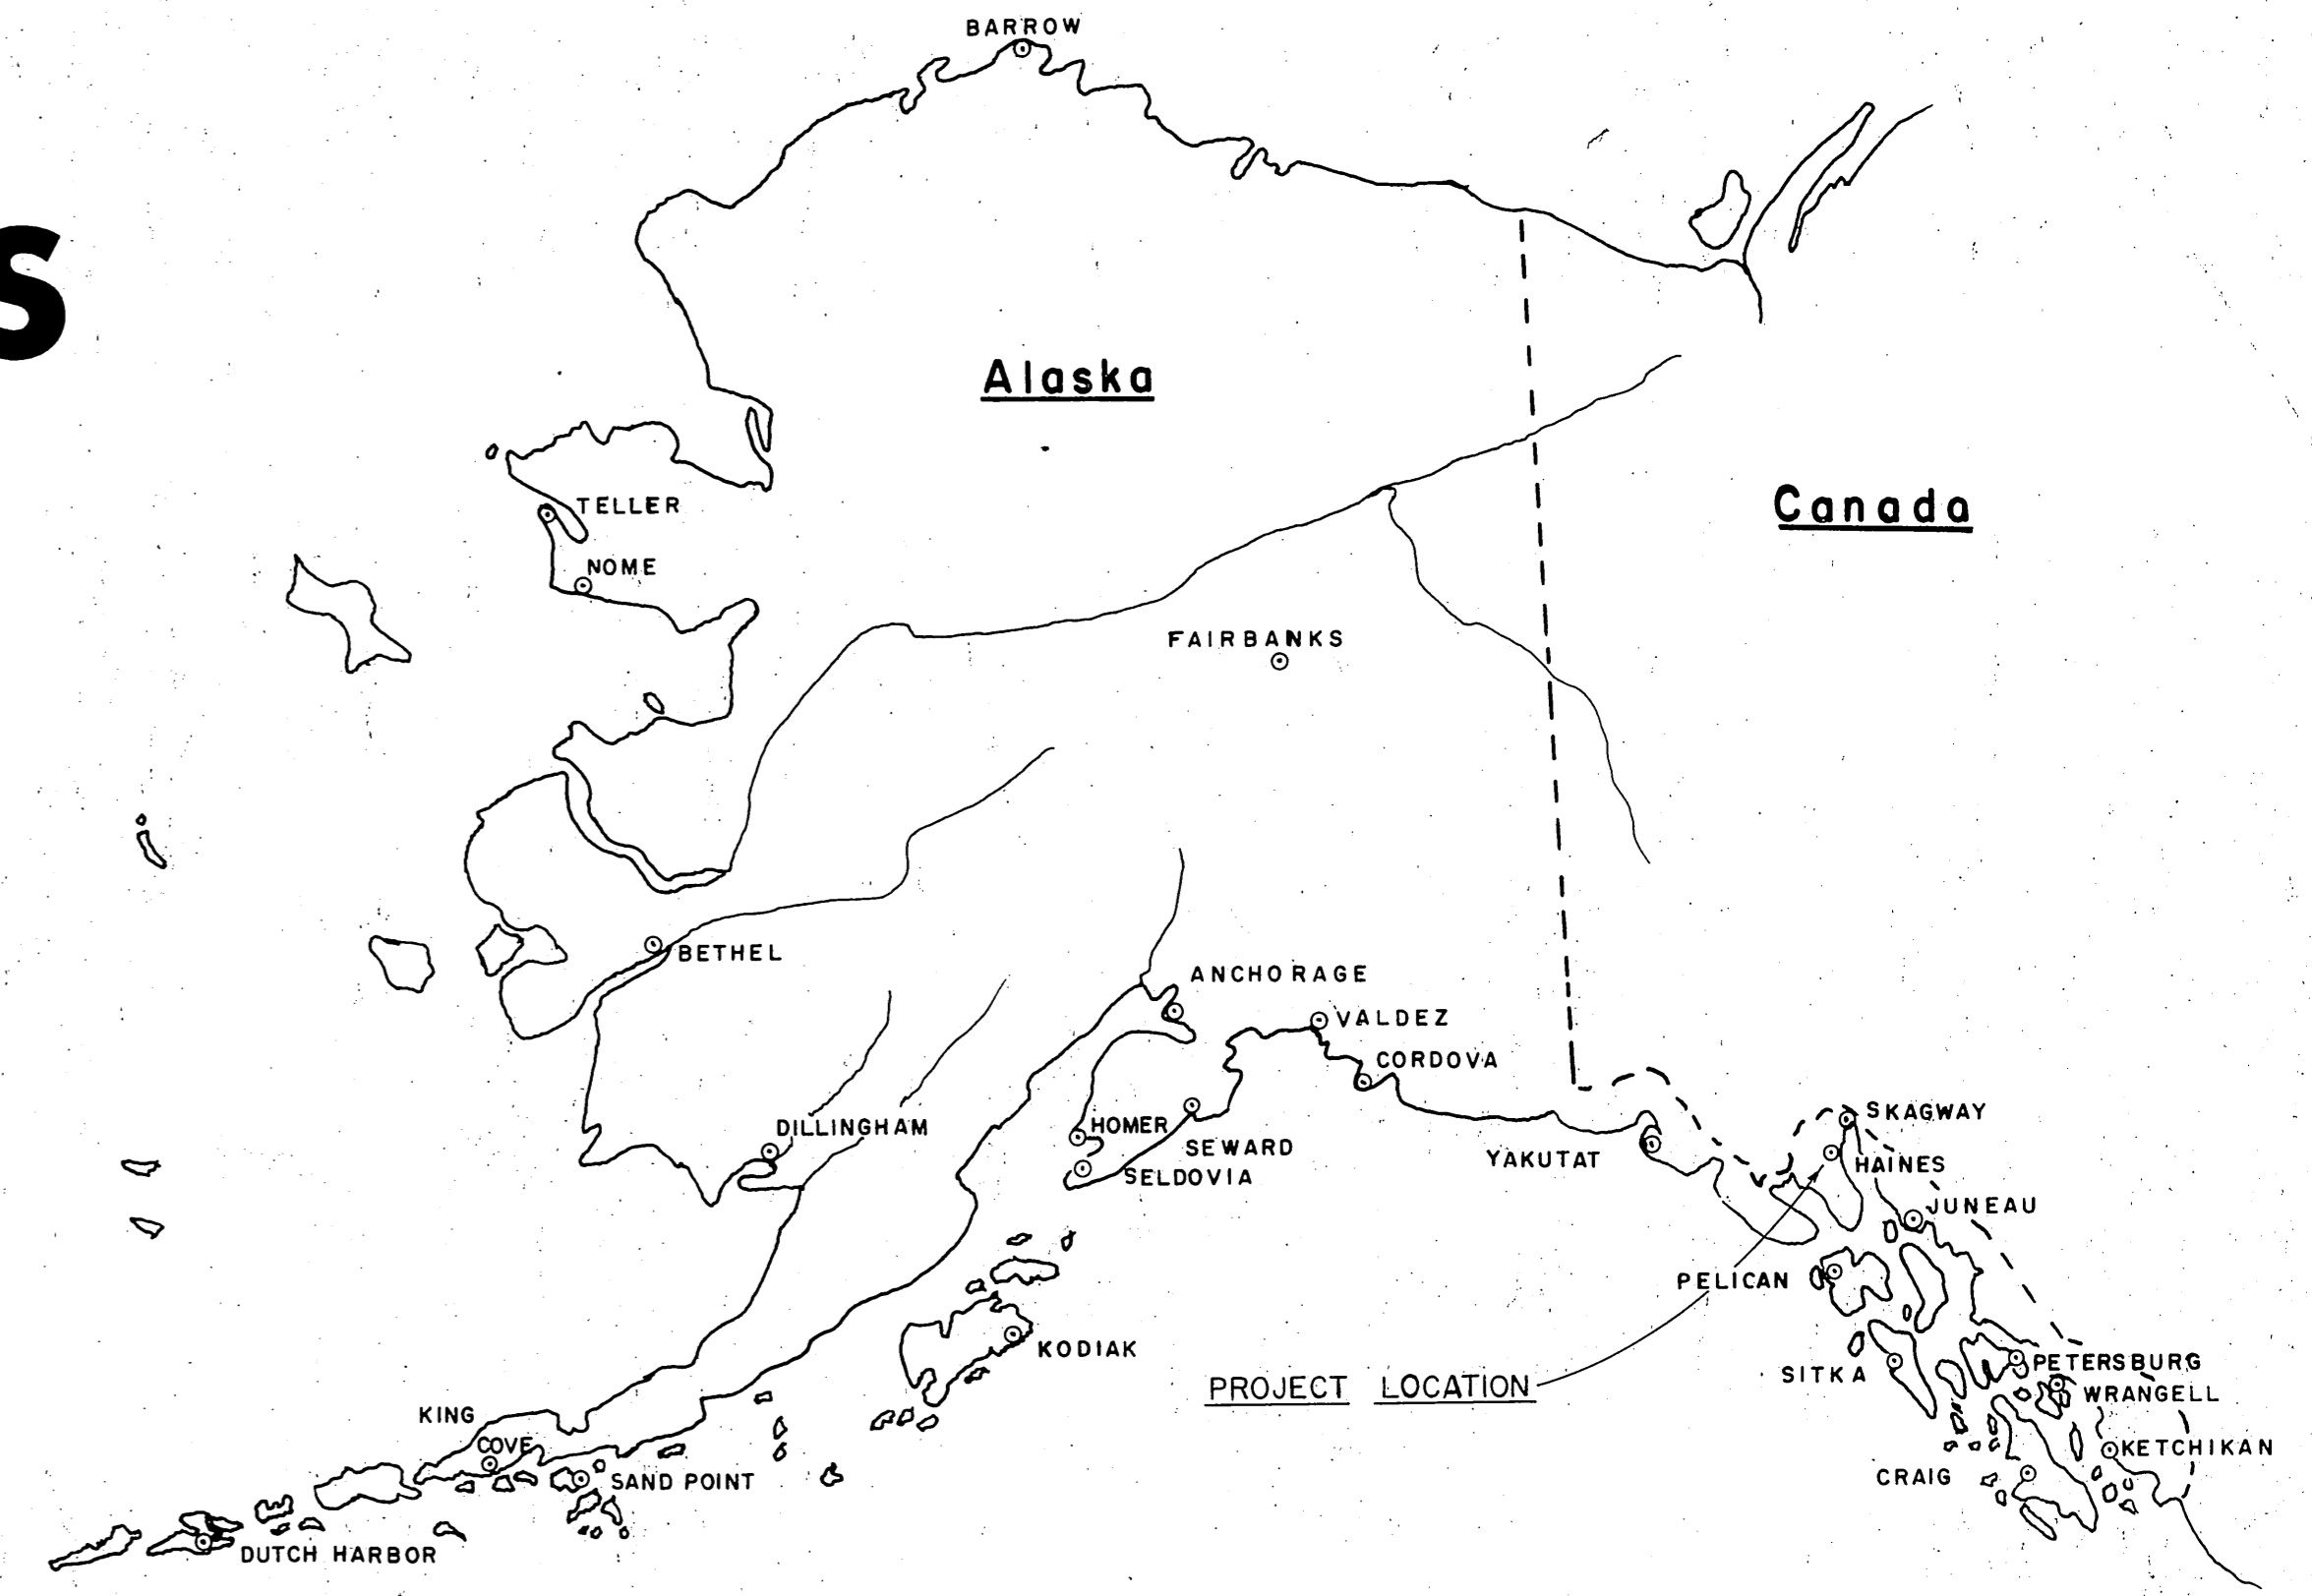 BARROW
S
Alaska
Canada
TELLER
NOME
FAIRBANKS
BETHEL
ANCHORAGE
VALDEZ
CORDOVA
SKAGWAY
DILLINGHAM
HOMER
SEWARD
YAKUTAT
HAINES
SELDOVIA
JUNEAU
PELICAN
KODIAK
PROJECT LOCATION
SITKA
PETERSBURG
WRANGELL
KING
COVE
KETCHIKAN
CRAIG
SAND POINT
DUTCH HARBOR